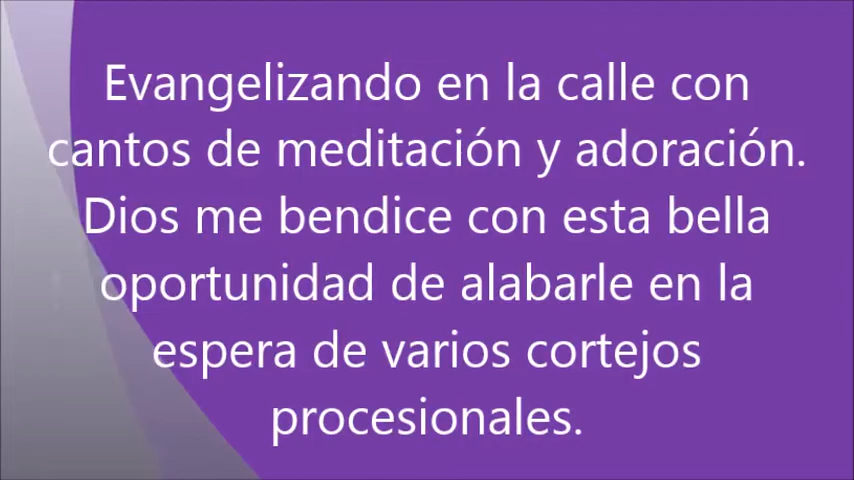 Evangelizando en la calle con
cantos de meditación y adoración.
Dios me bendice con esta bella
oportunidad de alabarle en la
espera de varios cortejos
procesionales.